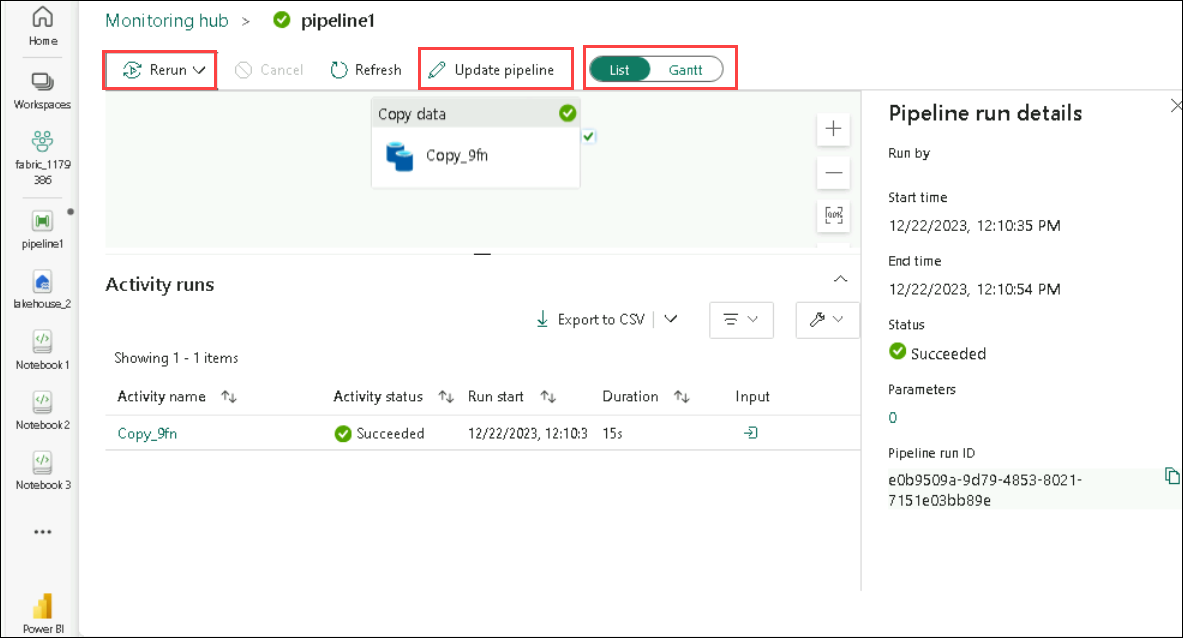 Home
Workspaces
fabric_1179
386
pipeline1
lakehouse_2
Notebook 1
Notebook 2
Notebook 3
Power BI
Monitoring hub > pipeline1
Rerun Cancel Refresh Update pipeline List Gantt
Copy data
Copy_9fn
Activity runs
Export to CSV
Showing 1 - 1 items
Activity name Activity status Run start Duration Input
Copy_9fn Succeeded 12/22/2023, 12:10:3 15s
Pipeline run details
Run by
Start time
12/22/2023, 12:10:35 PM
End time
12/22/2023, 12:10:54 PM
Status
Succeeded
Parameters
0
Pipeline run ID
e0b9509a-9d79-4853-8021-
7151e03bb89e